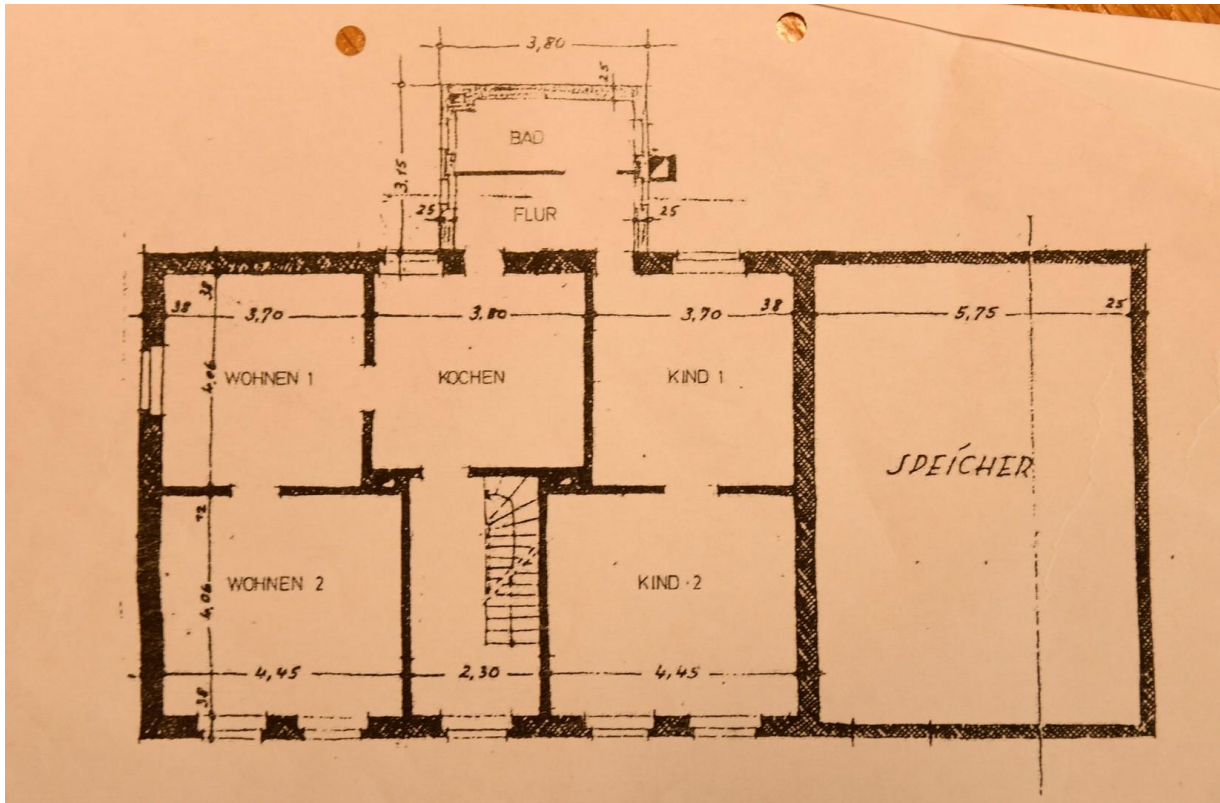 3,80
25
BAD
3,15
25 FLUR 25
38 38 3,70 3,80 3,70 38 5,75 25
WOHNEN 1 KOCHEN KIND 1
4,06
SPEICHER
12
WOHNEN 2 KIND 2
4,06
4,45 2,30 4,45
38